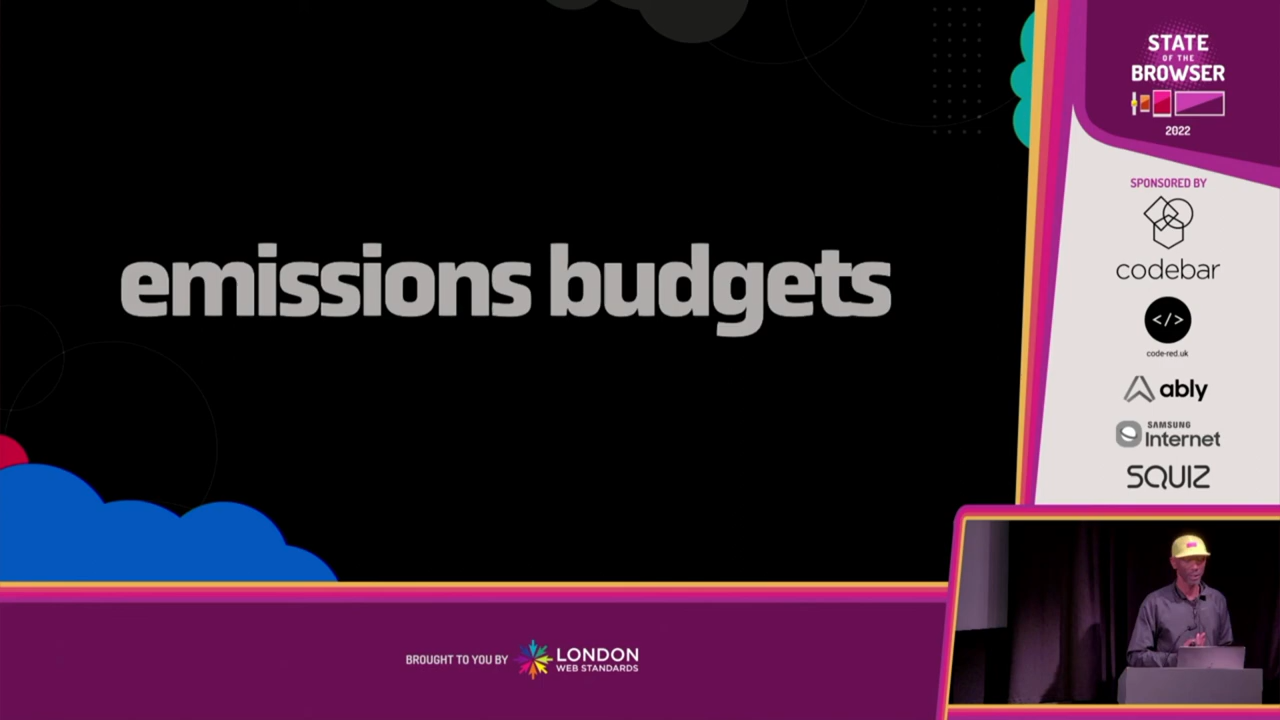 emissions budgets
STATE
OF THE
BROWSER
2022
SPONSORED BY
codebar
</>
code-red.uk
ably
SAMSUNG
Internet
SQUIZ
BROUGHT TO YOU BY
LONDON
WEB STANDARDS